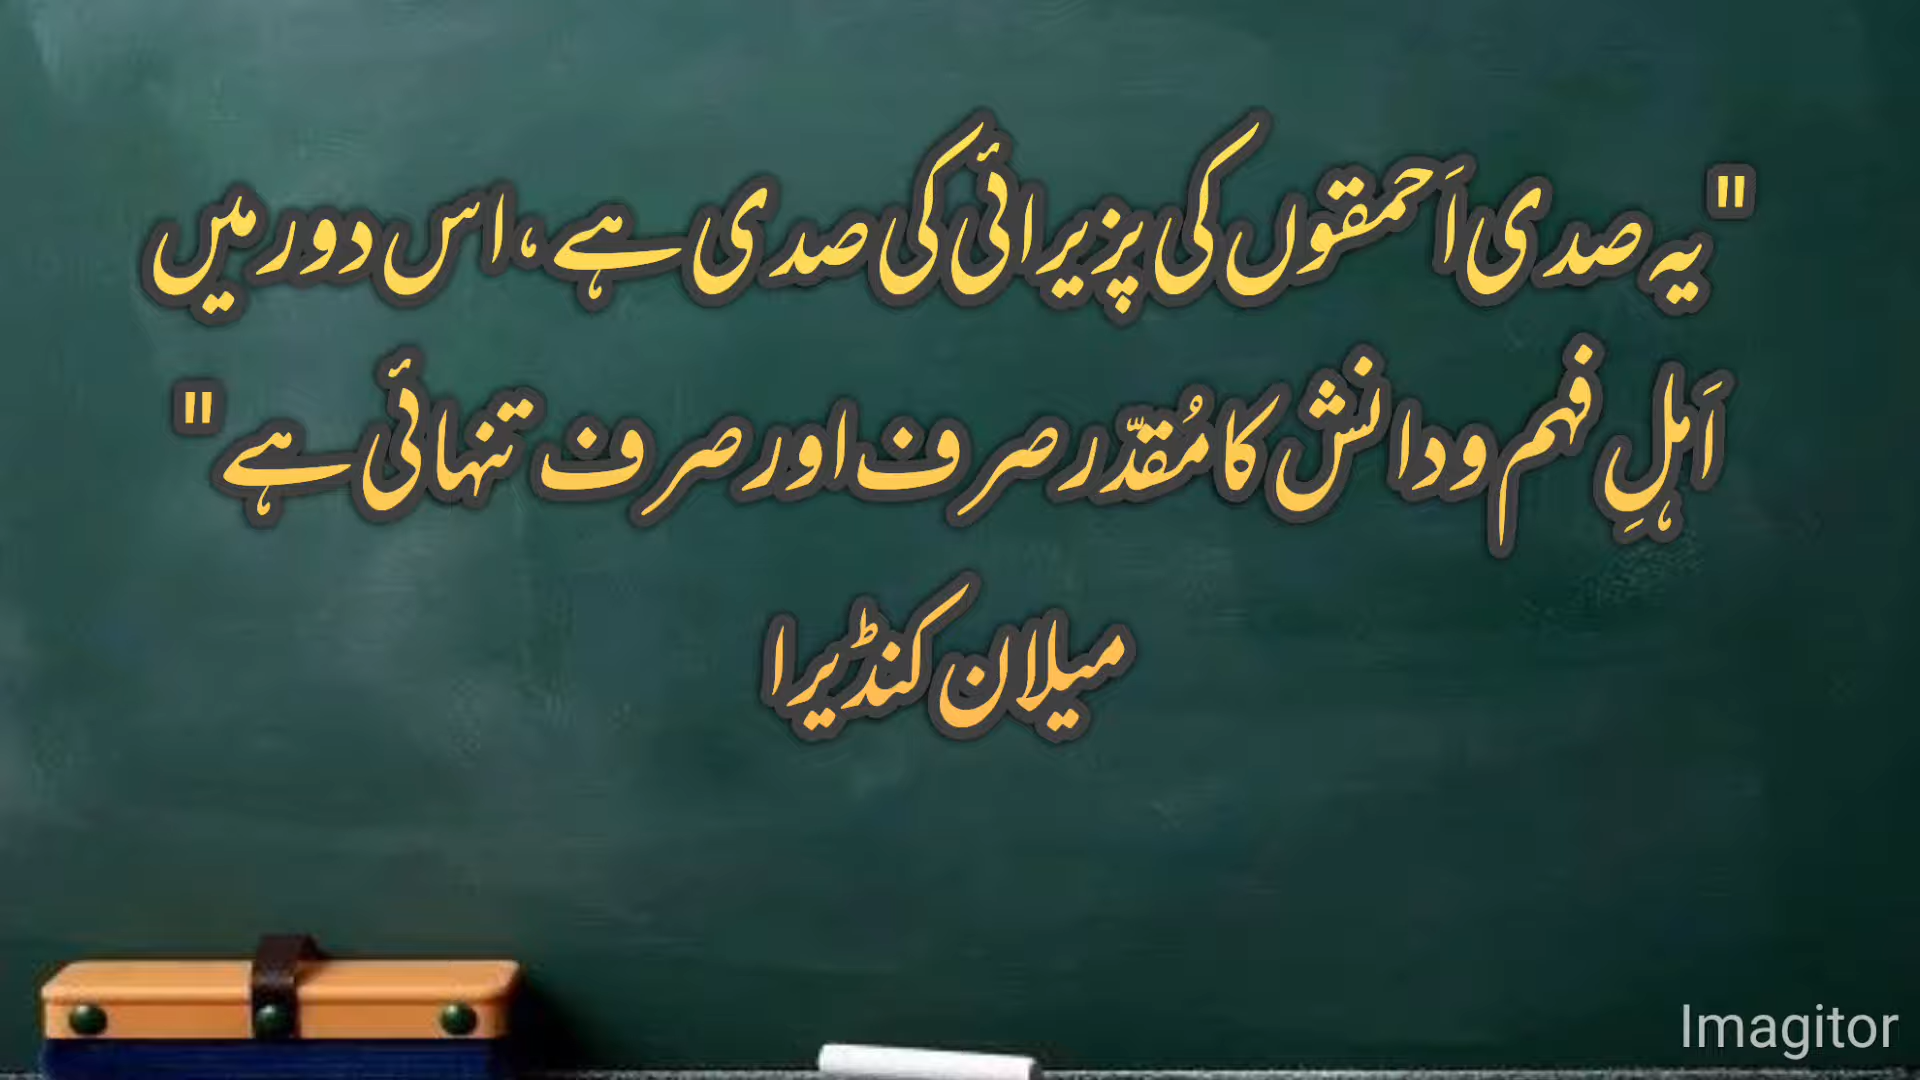 "یہ صدی اَحمقوں کی پزیرائی کی صدی ہے، اس دور میں
اَہلِ فہم و دانش کا مُقدّر صرف اور صرف تنہائی ہے"
میلان کنڈیرا
Imagitor